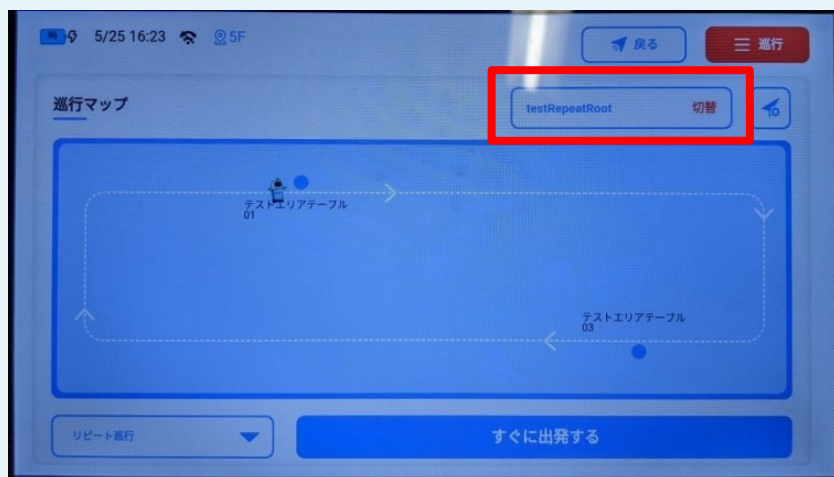 96 5/25 16:23 5F
戻る
巡行
巡行マップ
testRepeatRoot 切替
テストエリアテーブル
01
テストエリアテーブル
03
リピート巡行
すぐに出発する